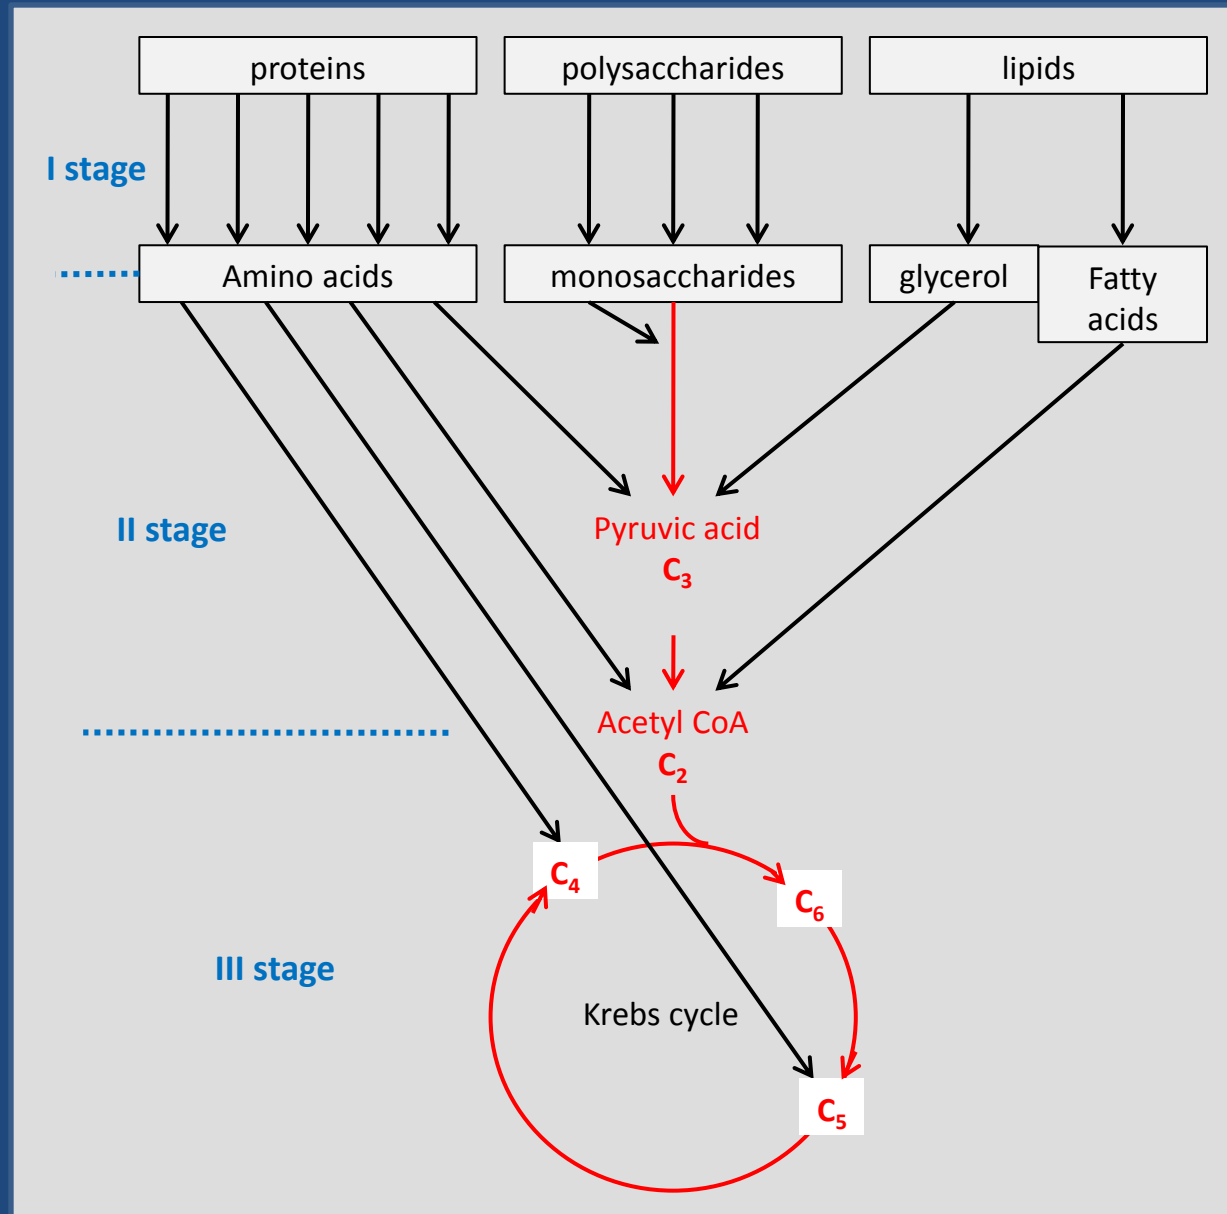 proteins
polysaccharides
lipids
I stage
Amino acids
monosaccharides
glycerol
Fatty
acids
II stage
Pyruvic acid
C₃
Acetyl CoA
C₂
C₄
C₆
III stage
Krebs cycle
C₅